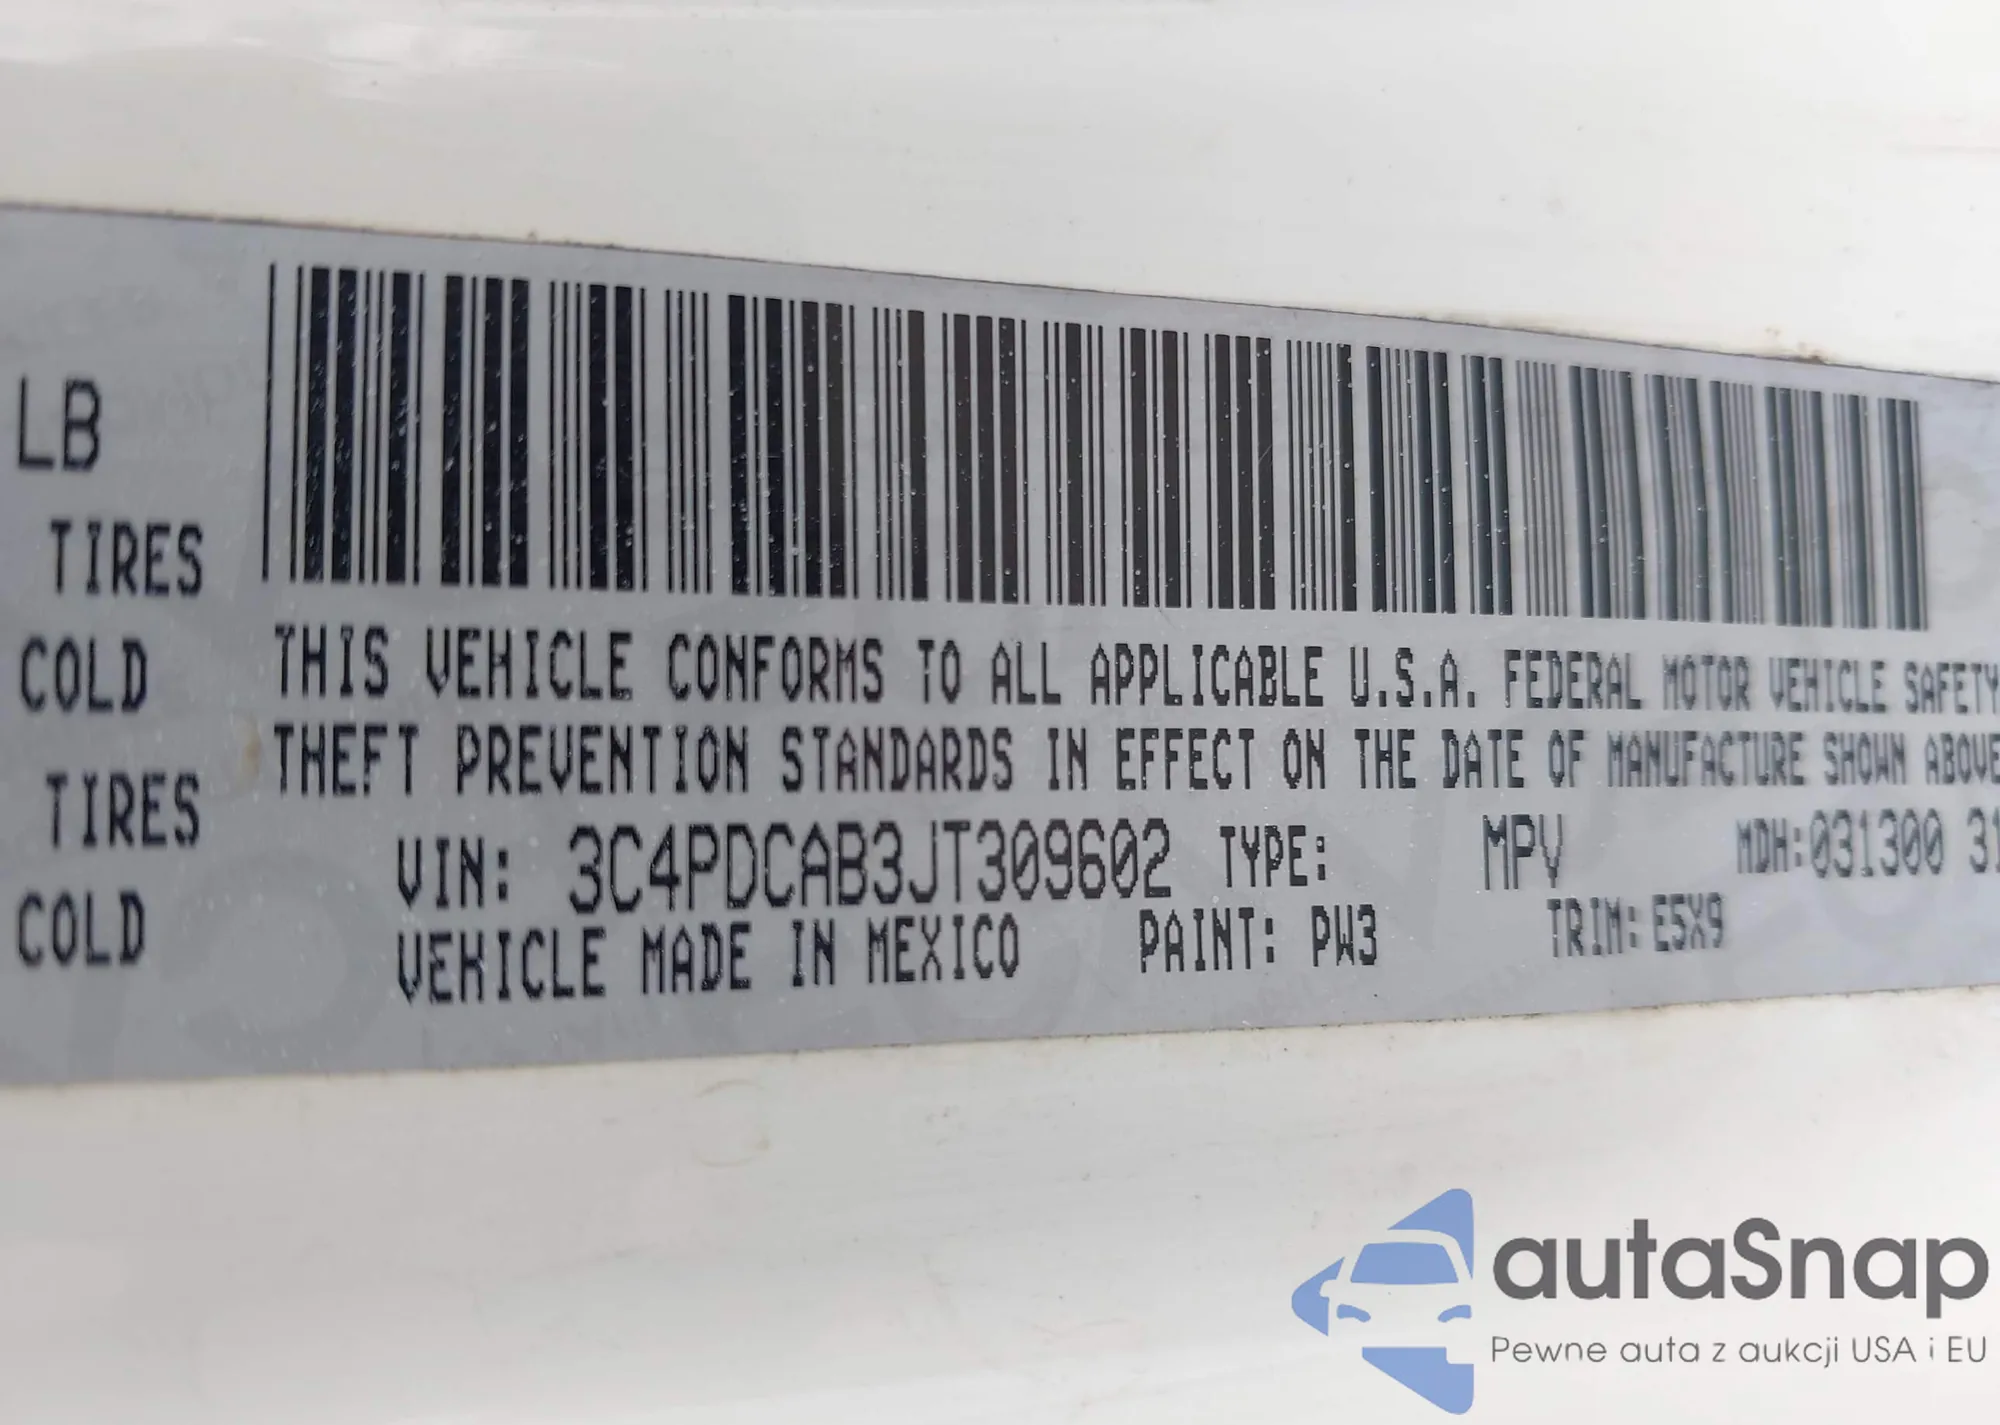 LB
TIRES
COLD
TIRES
COLD
THIS VEHICLE CONFORMS TO ALL APPLICABLE U.S.A. FEDERAL MOTOR VEHICLE SAFETY
THEFT PREVENTION STANDARDS IN EFFECT ON THE DATE OF MANUFACTURE SHOWN ABOVE
VIN: 3C4PDCAB3JT309602 TYPE: MPV MDH:031300 31
VEHICLE MADE IN MEXICO PAINT: PW3 TRIM: E5X9
autaSnap
Pewne auta z aukcji USA i EU